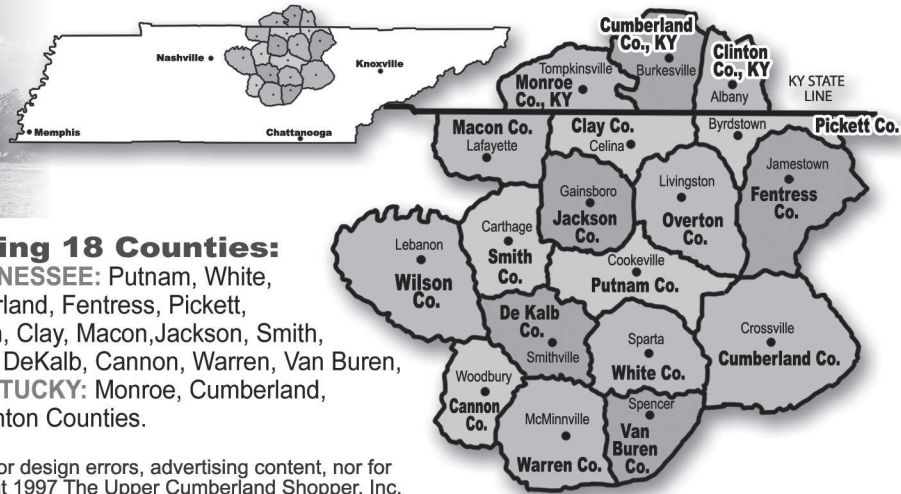 Nashville
Knoxville
Memphis
Chattanooga
Cumberland
Co., KY
Burkesville
Clinton
Co., KY
Albany
Tompkinsville
Monroe
Co., KY
KY STATE
LINE
Macon Co.
Lafayette
Clay Co.
Celina
Byrdstown
Pickett Co.
Jamestown
Fentress
Co.
Livingston
Overton
Co.
Gainsboro
Jackson
Co.
Carthage
Smith
Co.
Lebanon
Wilson
Co.
Cookeville
Putnam Co.
De Kalb
Co.
Smithville
Sparta
White Co.
Crossville
Cumberland Co.
Woodbury
Cannon
Co.
McMinnville
Warren Co.
Spencer
Van
Buren
Co.
ing 18 Counties:
NESSEE: Putnam, White,
erland, Fentress, Pickett,
n, Clay, Macon,Jackson, Smith,
DeKalb, Cannon, Warren, Van Buren,
TUCKY: Monroe, Cumberland,
nton Counties.
or design errors, advertising content, nor for
t 1997 The Upper Cumberland Shopper, Inc.